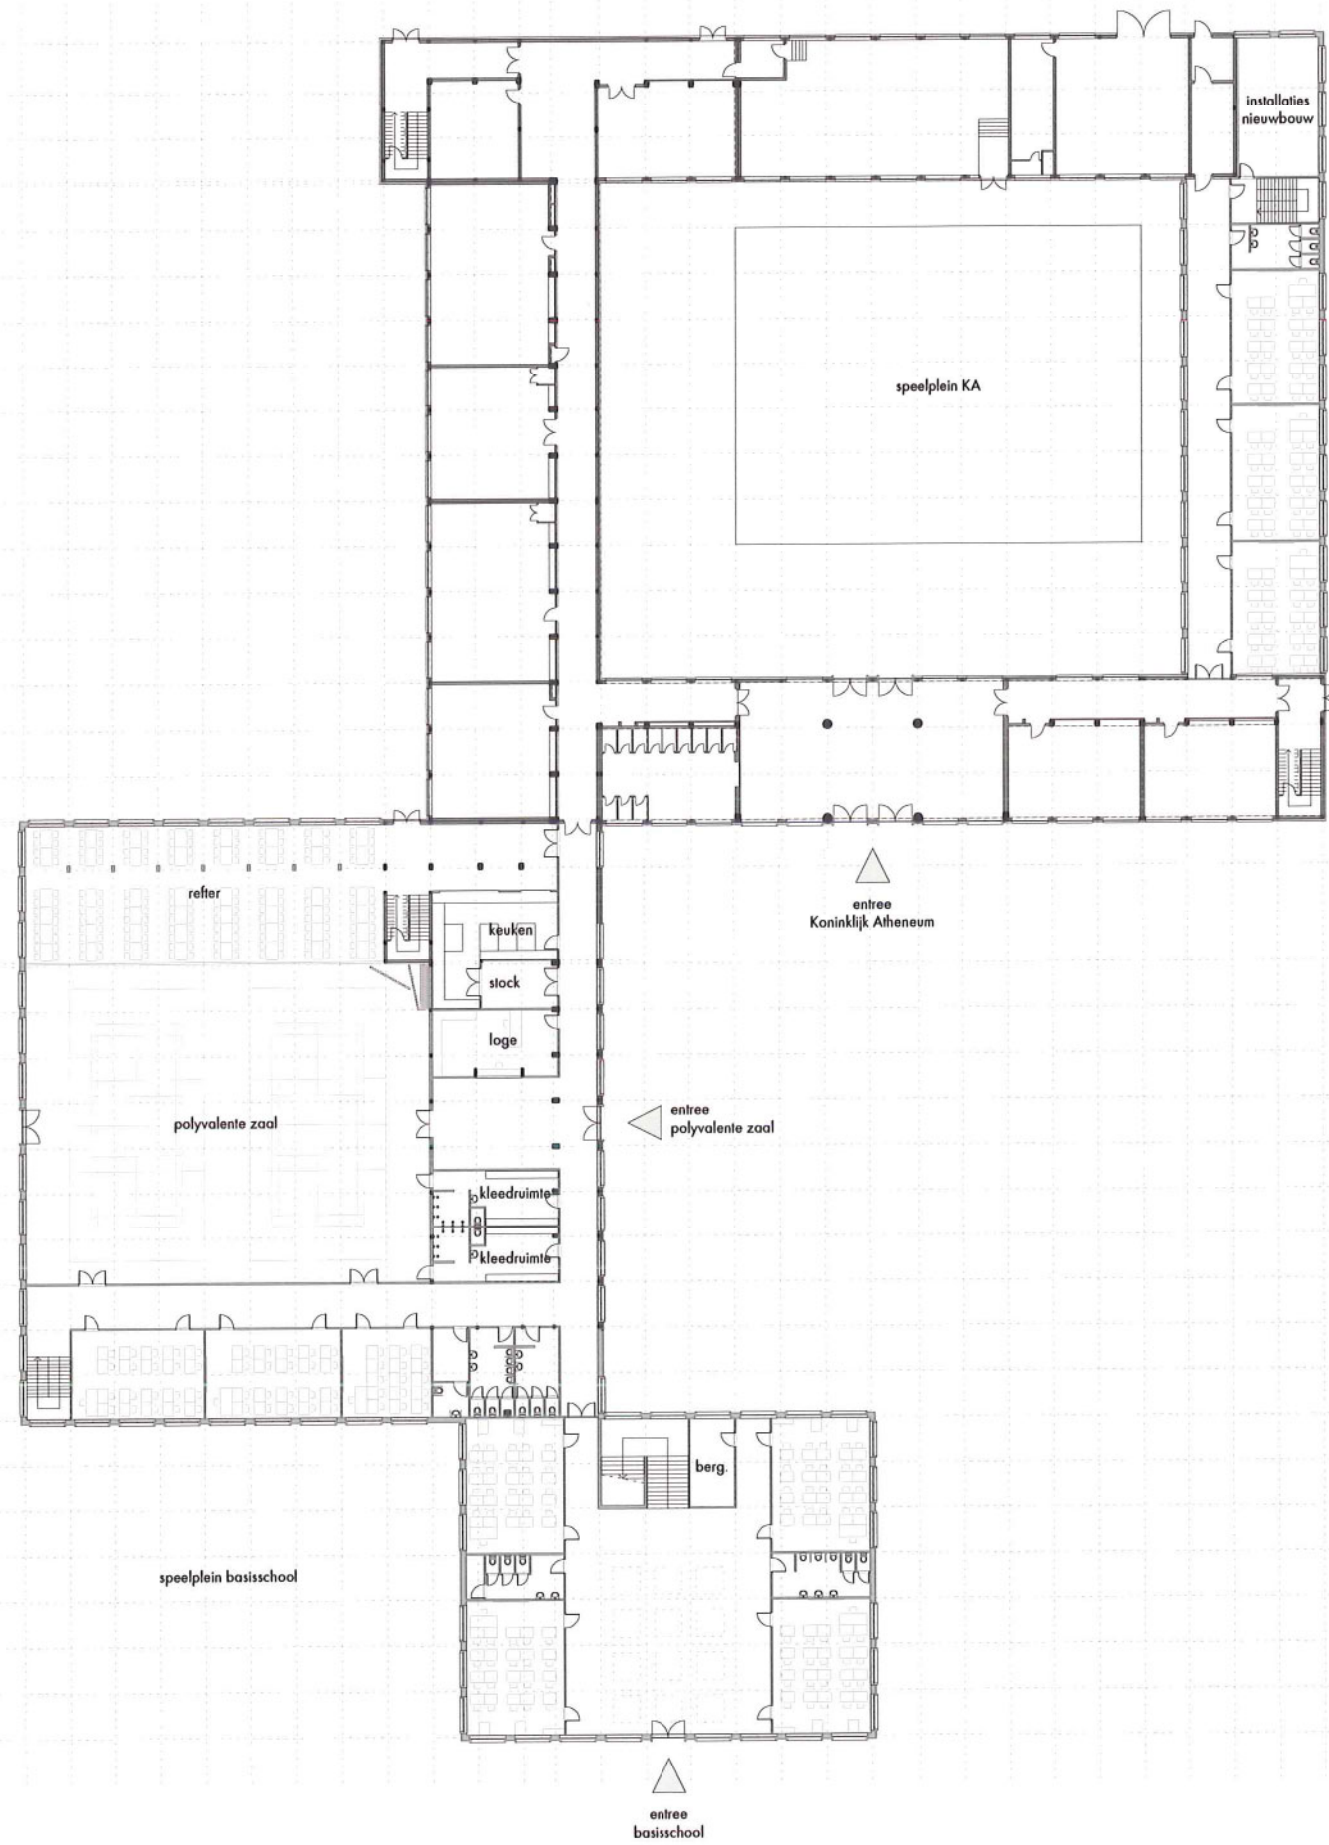 installaties
nieuwbouw
speelplein KA
refter
entree
Koninklijk Atheneum
keuken
stock
loge
entree
polyvalente zaal
polyvalente zaal
kleedruimte
kleedruimte
berg.
speelplein basisschool
entree
basisschool